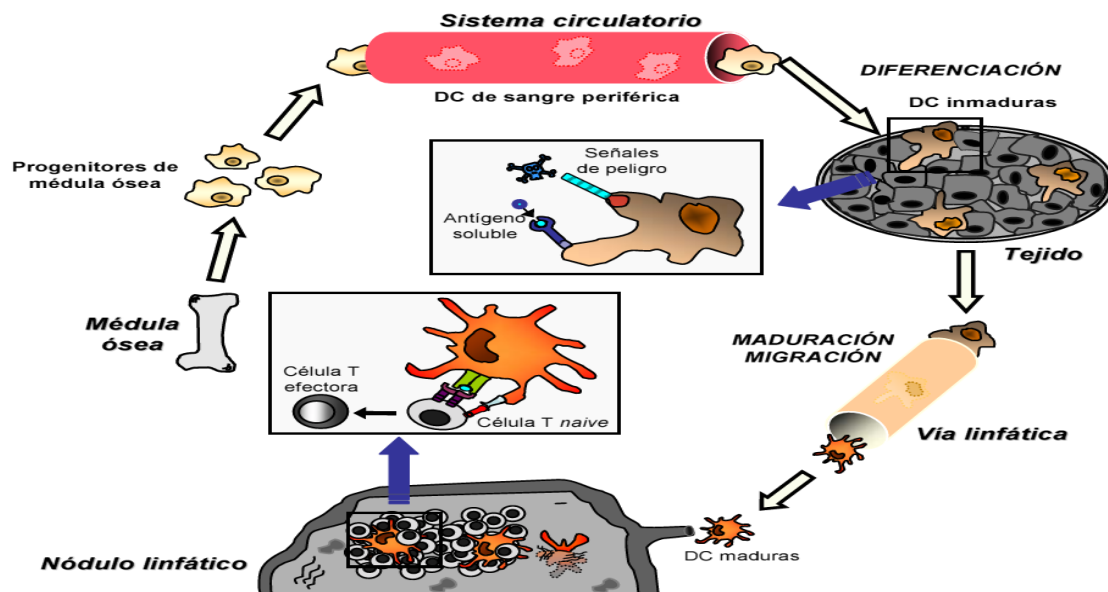 Sistema circulatorio
DC de sangre periférica
DIFERENCIACIÓN
DC inmaduras
Progenitores de
médula ósea
Señales
de peligro
Antígeno
soluble
Tejido
Médula
ósea
MADURACIÓN
MIGRACIÓN
Célula T
efectora
Célula T naive
Vía linfática
DC maduras
Nódulo linfático